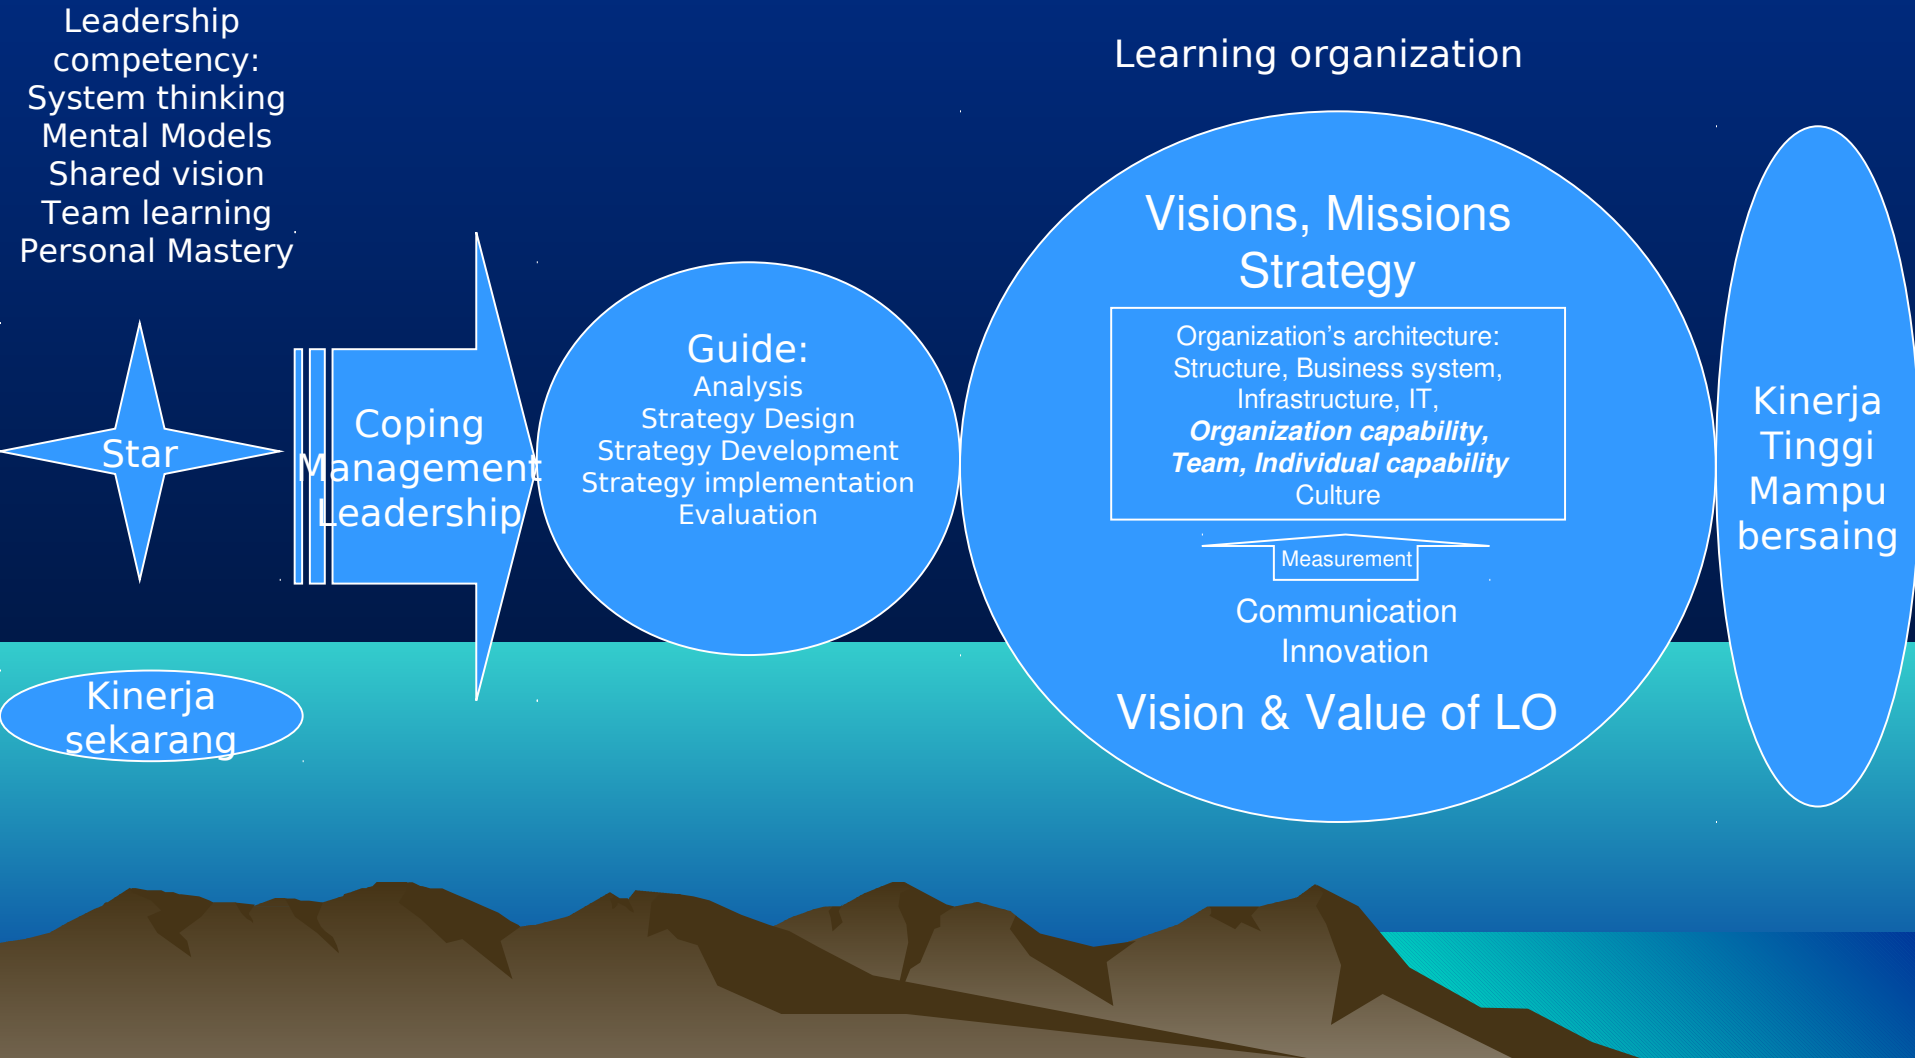 Leadership
competency:
System thinking
Mental Models
Shared vision
Team learning
Personal Mastery
Star
Kinerja
sekarang
Coping
Management
Leadership
Guide:
Analysis
Strategy Design
Strategy Development
Strategy implementation
Evaluation
Learning organization
Visions, Missions
Strategy
Organization’s architecture:
Structure, Business system,
Infrastructure, IT,
Organization capability,
Team, Individual capability
Culture
Measurement
Communication
Innovation
Vision & Value of LO
Kinerja
Tinggi
Mampu
bersaing